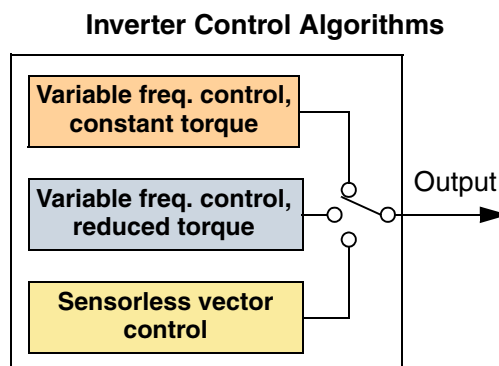 Inverter Control Algorithms
Variable freq. control,
constant torque
Variable freq. control,
reduced torque
Output
Sensorless vector
control